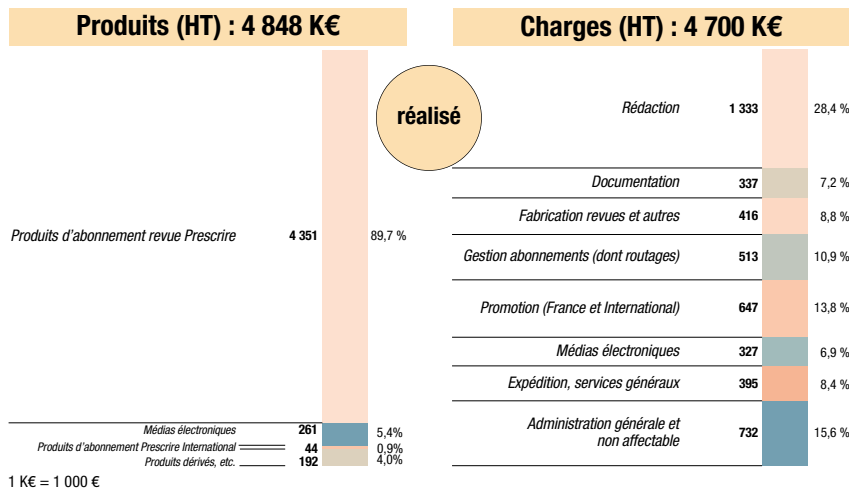 Produits (HT) : 4 848 K€
réalisé
Produits d'abonnement revue Prescrire 4 351 89,7 %
Médias électroniques 261 5,4%
Produits d'abonnement Prescrire International 44 0,9%
Produits dérivés, etc. 192 4,0%
1 K€ = 1 000 €
Charges (HT) : 4 700 K€
Rédaction 1 333 28,4 %
Documentation 337 7,2 %
Fabrication revues et autres 416 8,8 %
Gestion abonnements (dont routages) 513 10,9 %
Promotion (France et International) 647 13,8 %
Médias électroniques 327 6,9 %
Expédition, services généraux 395 8,4 %
Administration générale et
non affectable 732 15,6 %